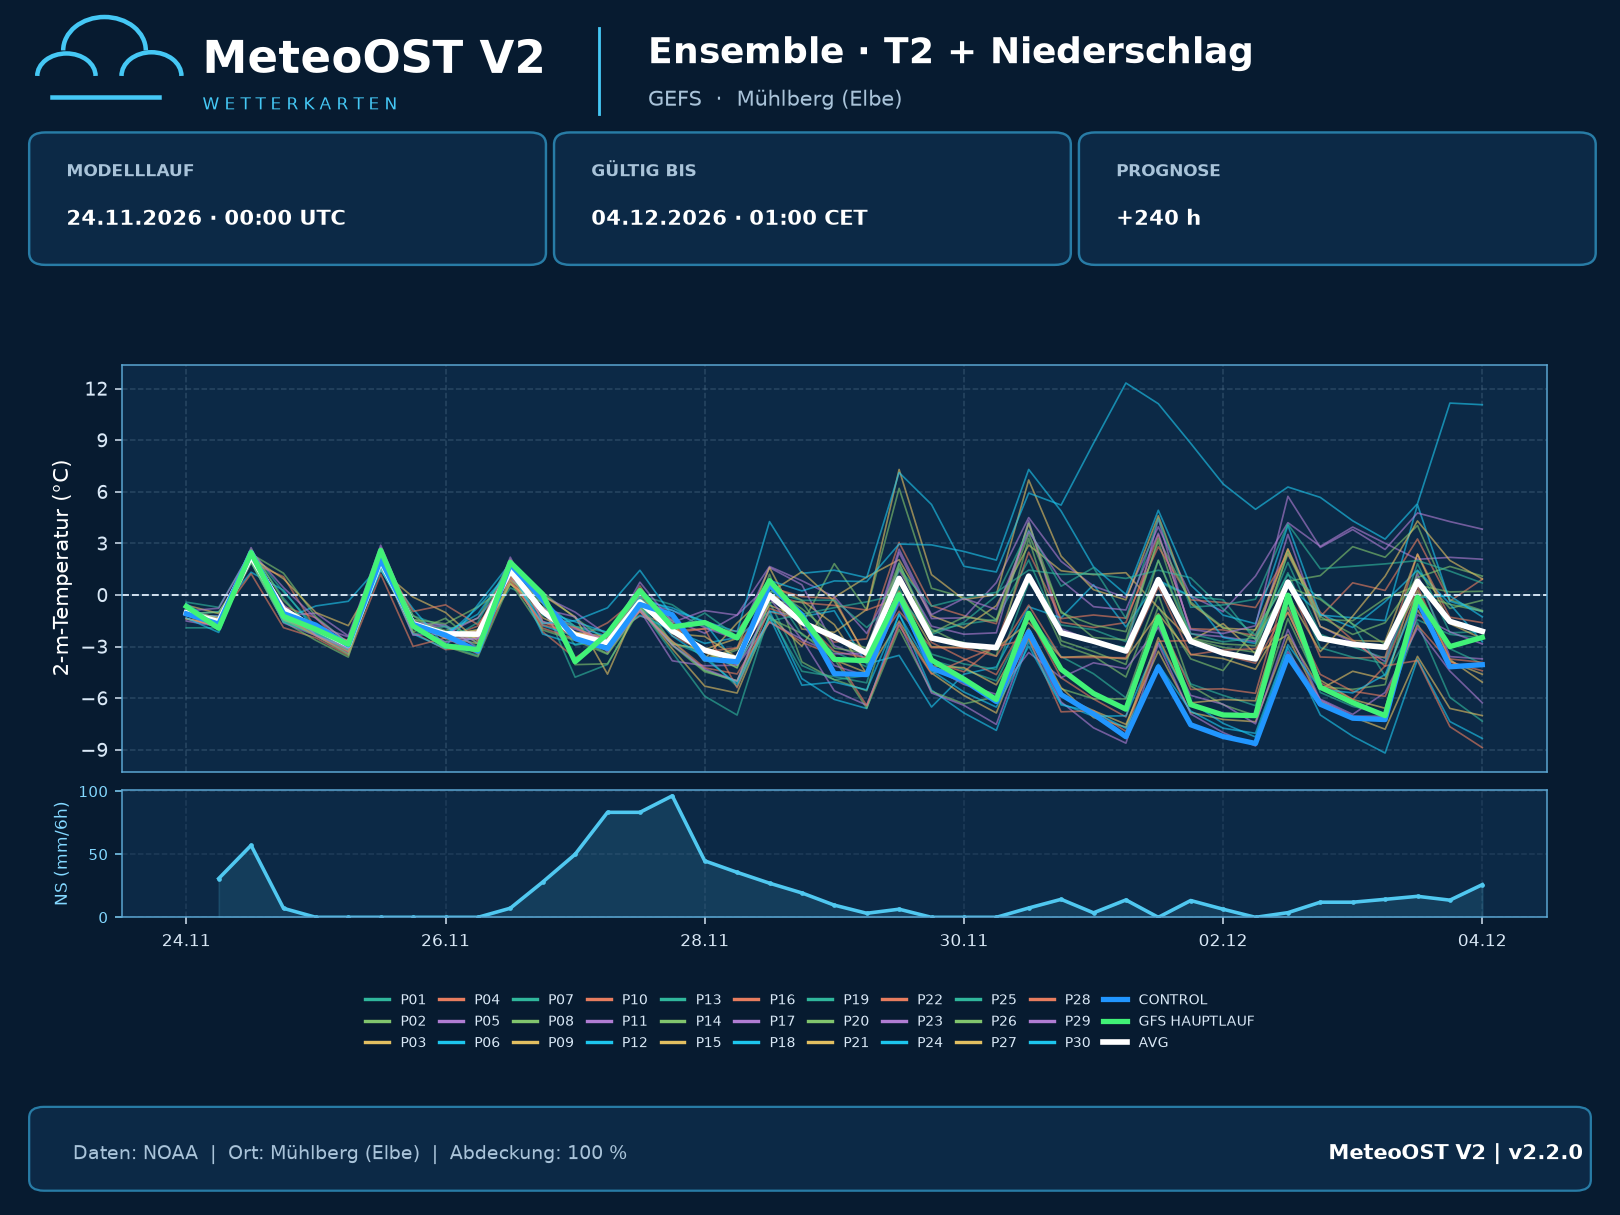 MeteoOST V2
WETTERKARTEN
Ensemble · T2 + Niederschlag
GEFS · Mühlberg (Elbe)
MODELLLAUF
24.11.2026 · 00:00 UTC
GÜLTIG BIS
04.12.2026 · 01:00 CET
PROGNOSE
+240 h
2-m-Temperatur (°C)
12
9
6
3
0
−3
−6
−9
NS (mm/6h)
100
50
0
24.11 26.11 28.11 30.11 02.12 04.12
P01 P04 P07 P10 P13 P16 P19 P22 P25 P28 CONTROL
P02 P05 P08 P11 P14 P17 P20 P23 P26 P29 GFS HAUPTLAUF
P03 P06 P09 P12 P15 P18 P21 P24 P27 P30 AVG
Daten: NOAA | Ort: Mühlberg (Elbe) | Abdeckung: 100 %
MeteoOST V2 | v2.2.0